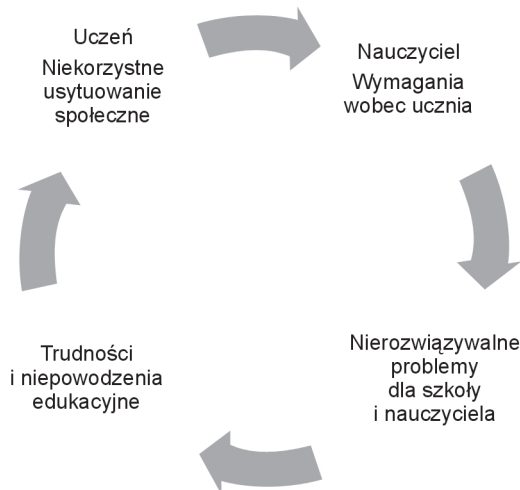 Uczeń
Niekorzystne
usytuowanie
społeczne
Nauczyciel
Wymagania
wobec ucznia
Nierozwiązywalne
problemy
dla szkoły
i nauczyciela
Trudności
i niepowodzenia
edukacyjne